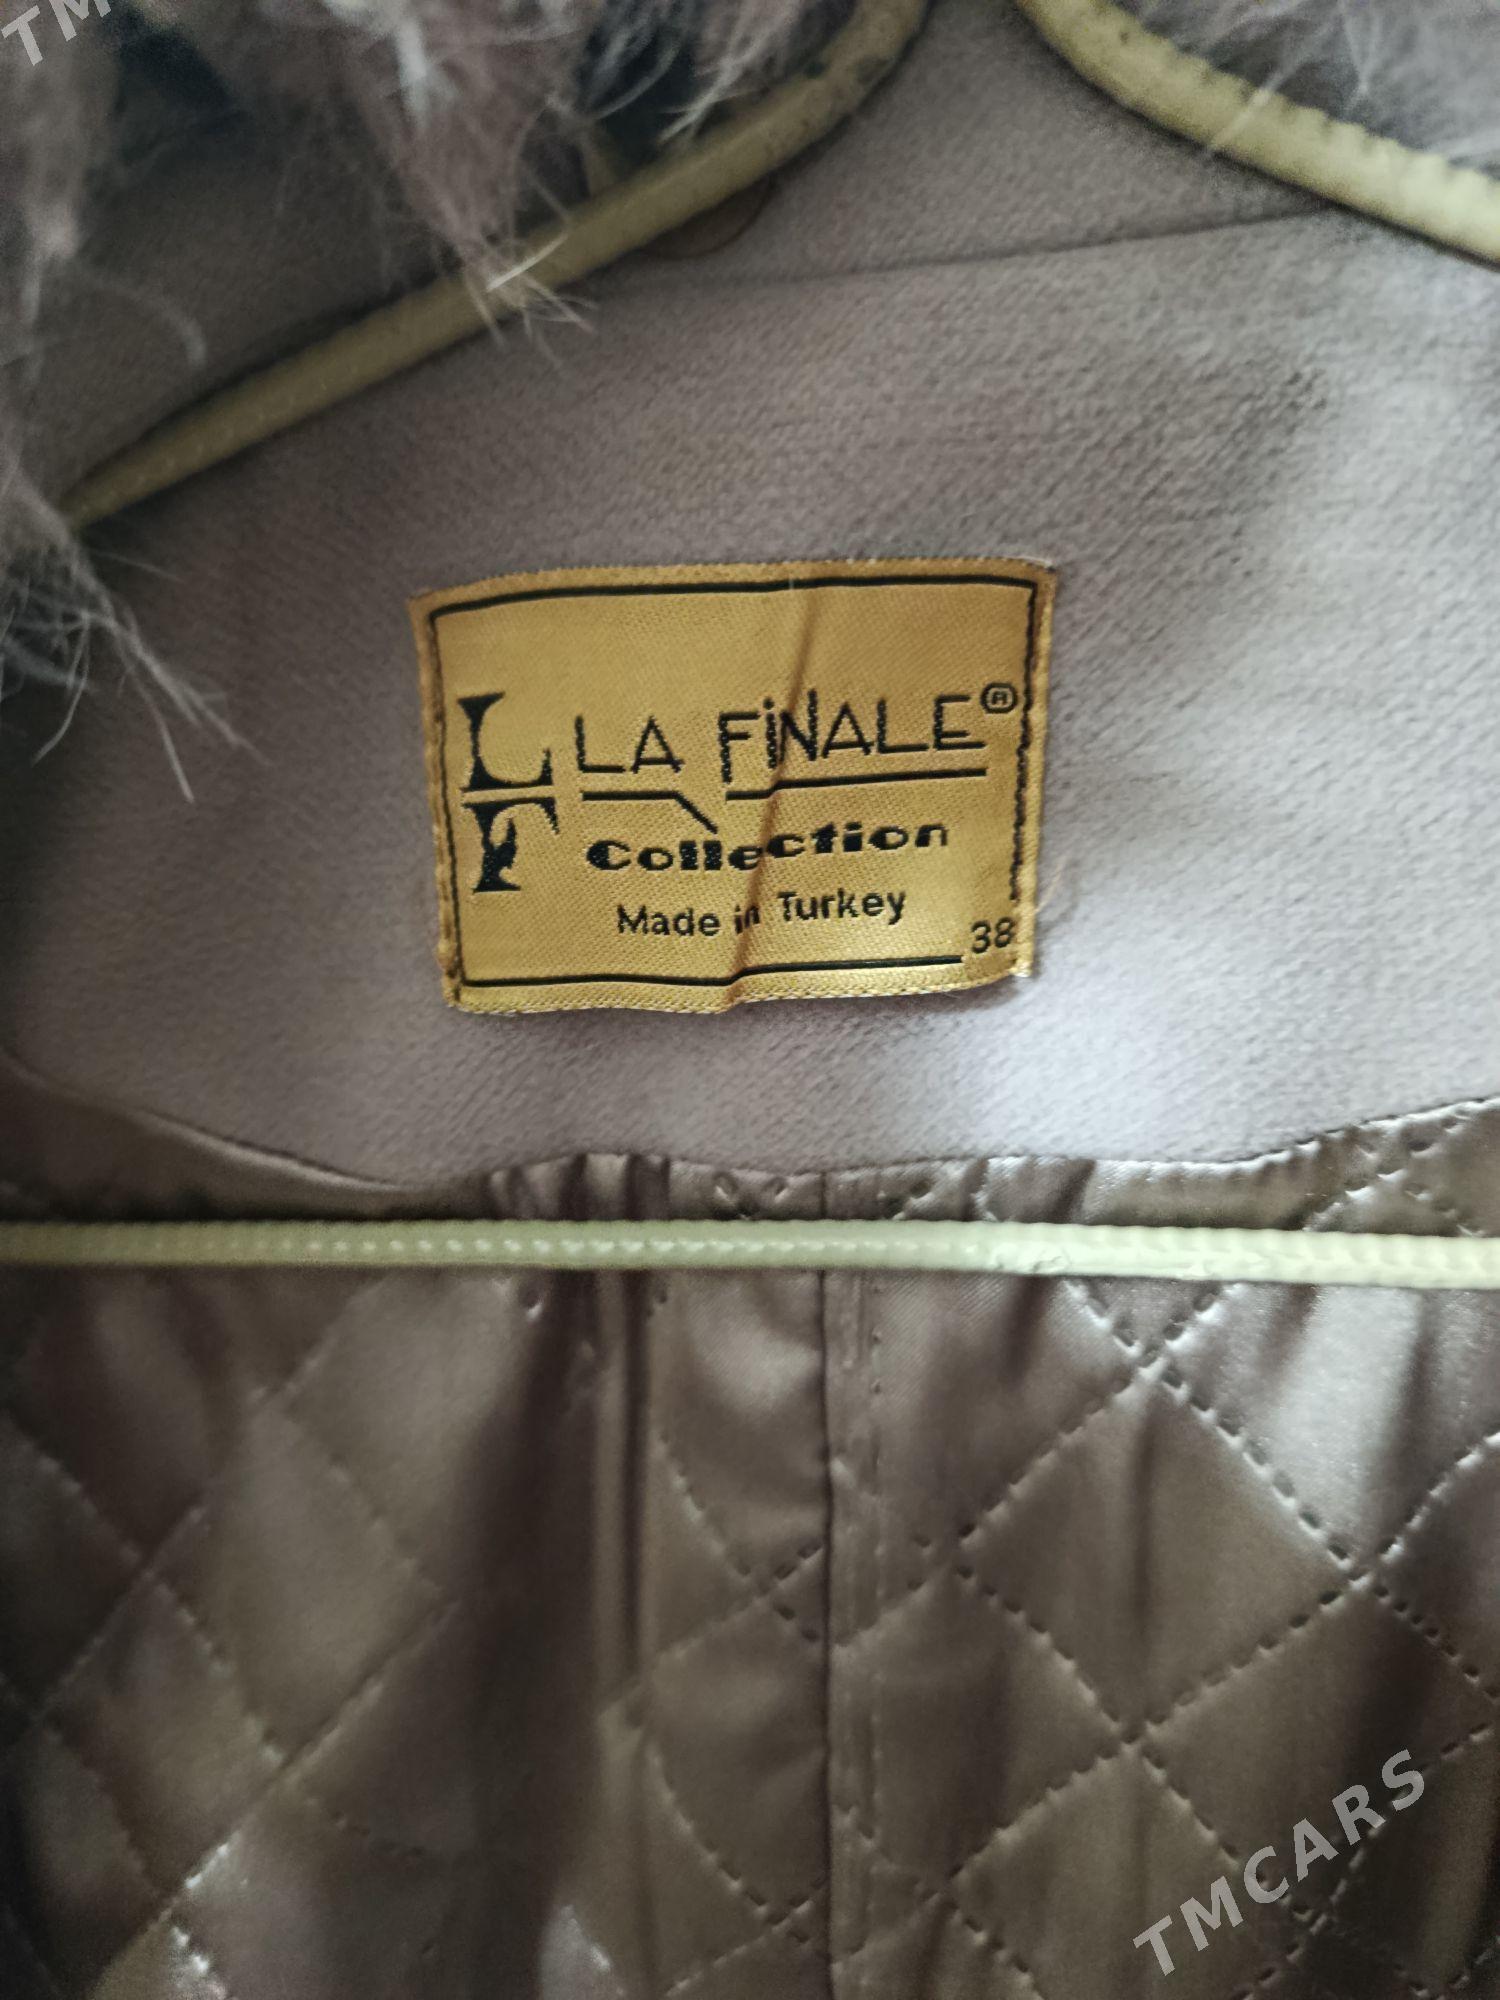 TM
LF
LA FiNALE®
Collection
Made in Turkey
38
TMCARS